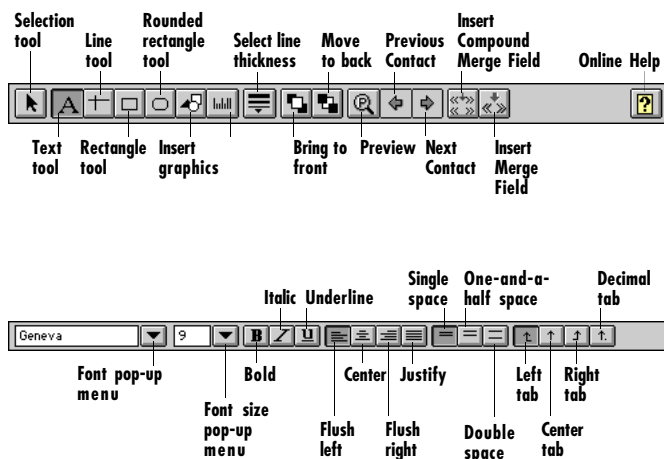 Selection
tool
Line
tool
Rounded
rectangle
tool
Select line
thickness
Move
to back
Previous
Contact
Insert
Compound
Merge Field
Online Help
A
P
?
Text
tool
Rectangle
tool
Insert
graphics
Bring to
front
Preview
Next
Contact
Insert
Merge
Field
Italic
Underline
Single
space
One-and-a-
half space
Decimal
tab
Geneva
9
B
I
U
Font pop-up
menu
Font size
pop-up
menu
Bold
Flush
left
Center
Flush
right
Justify
Double
space
Left
tab
Center
tab
Right
tab